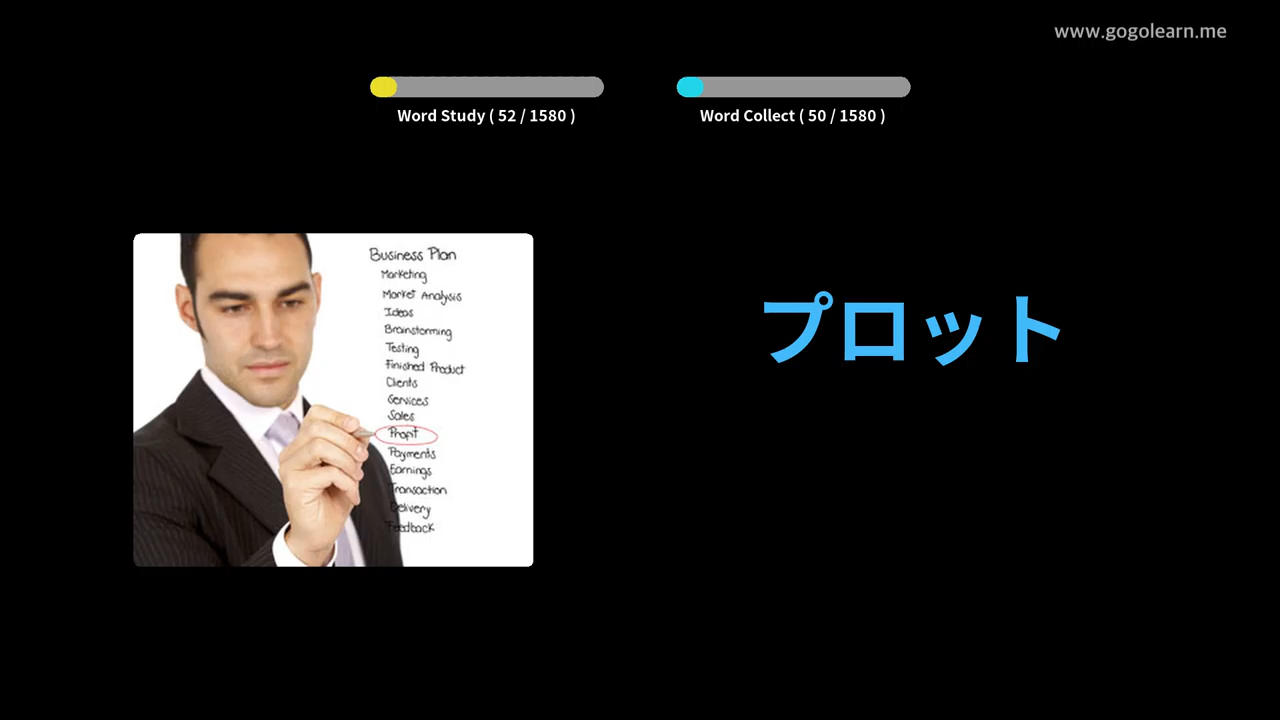 www.gogolearn.me
Word Study ( 52 / 1580 )
Word Collect ( 50 / 1580 )
Business Plan
Marketing
Market Analysis
Ideas
Brainstorming
Testing
Finished Product
Clients
Services
Sales
Profit
Payments
Earnings
Transaction
Delivery
Feedback
プロット